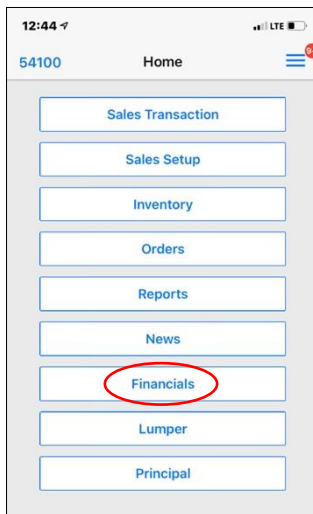 12:44 LTE
54100 Home
Sales Transaction
Sales Setup
Inventory
Orders
Reports
News
Financials
Lumper
Principal